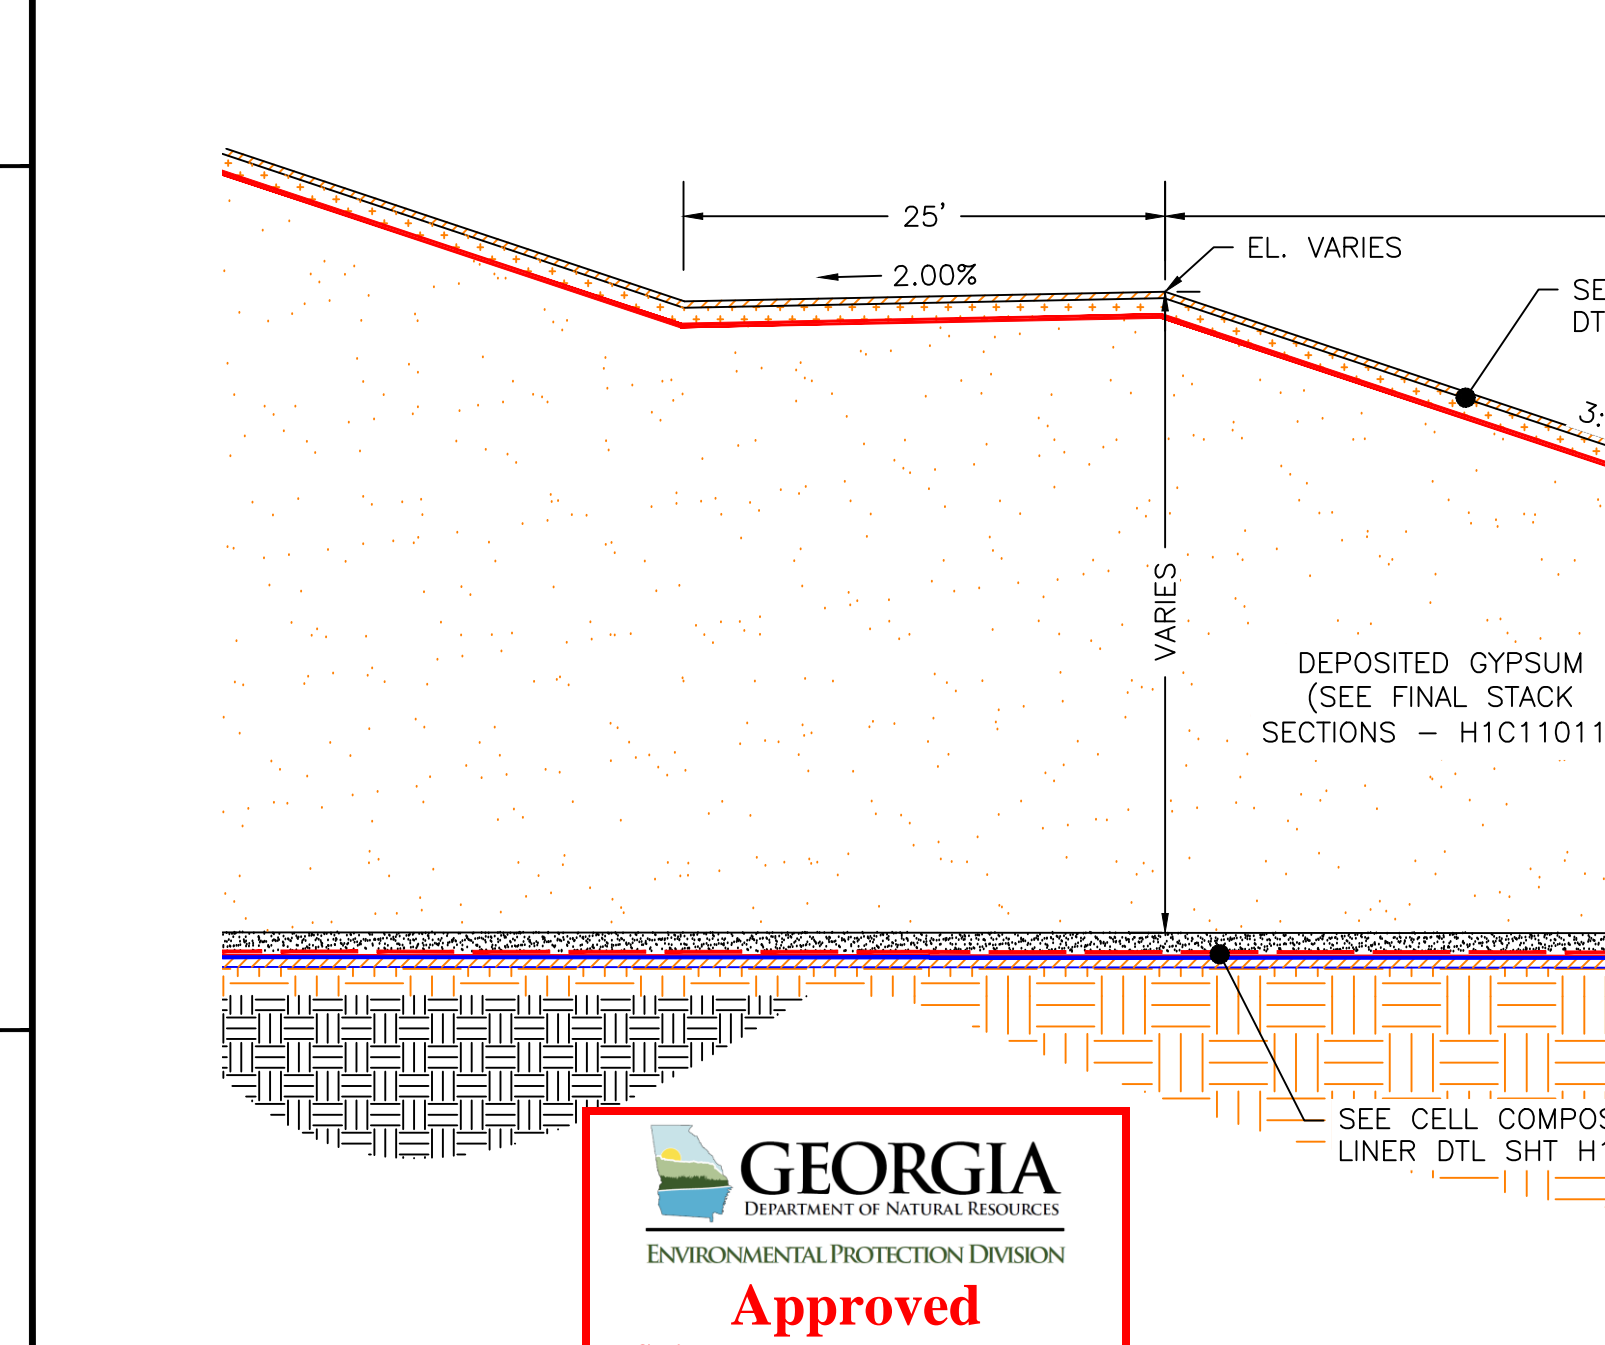 25'
EL. VARIES
2.00%
SE
DT
3:
VARIES
DEPOSITED GYPSUM
(SEE FINAL STACK
SECTIONS – H1C11011
SEE CELL COMPOS
LINER DTL SHT H1
GEORGIA
DEPARTMENT OF NATURAL RESOURCES
ENVIRONMENTAL PROTECTION DIVISION
Approved